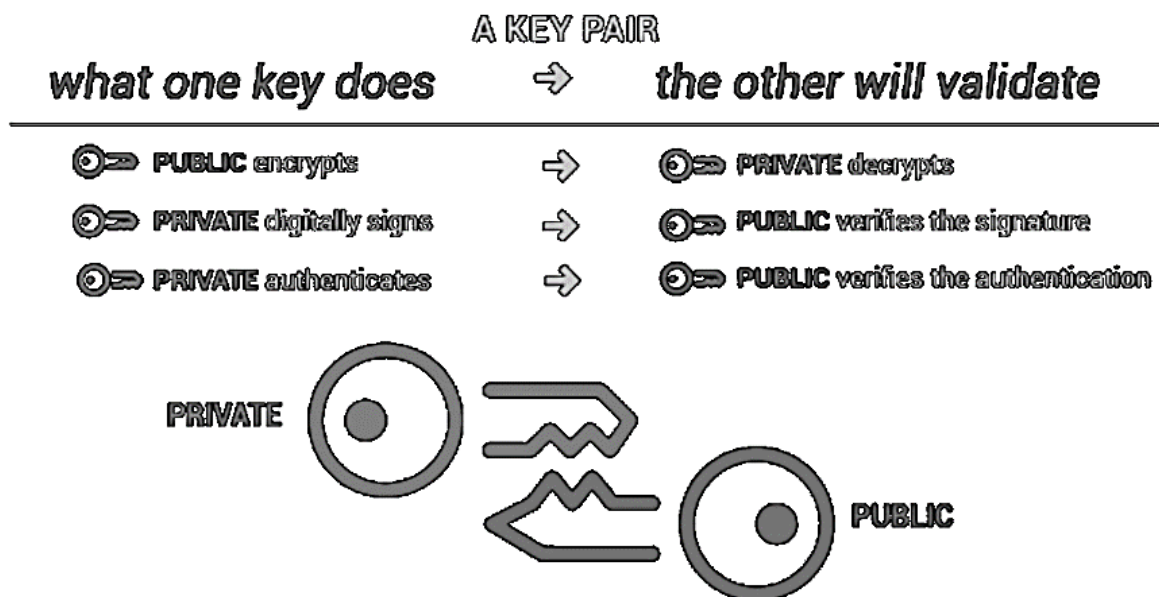 A KEY PAIR
what one key does → the other will validate
PUBLIC encrypts → PRIVATE decrypts
PRIVATE digitally signs → PUBLIC verifies the signature
PRIVATE authenticates → PUBLIC verifies the authentication
PRIVATE
PUBLIC